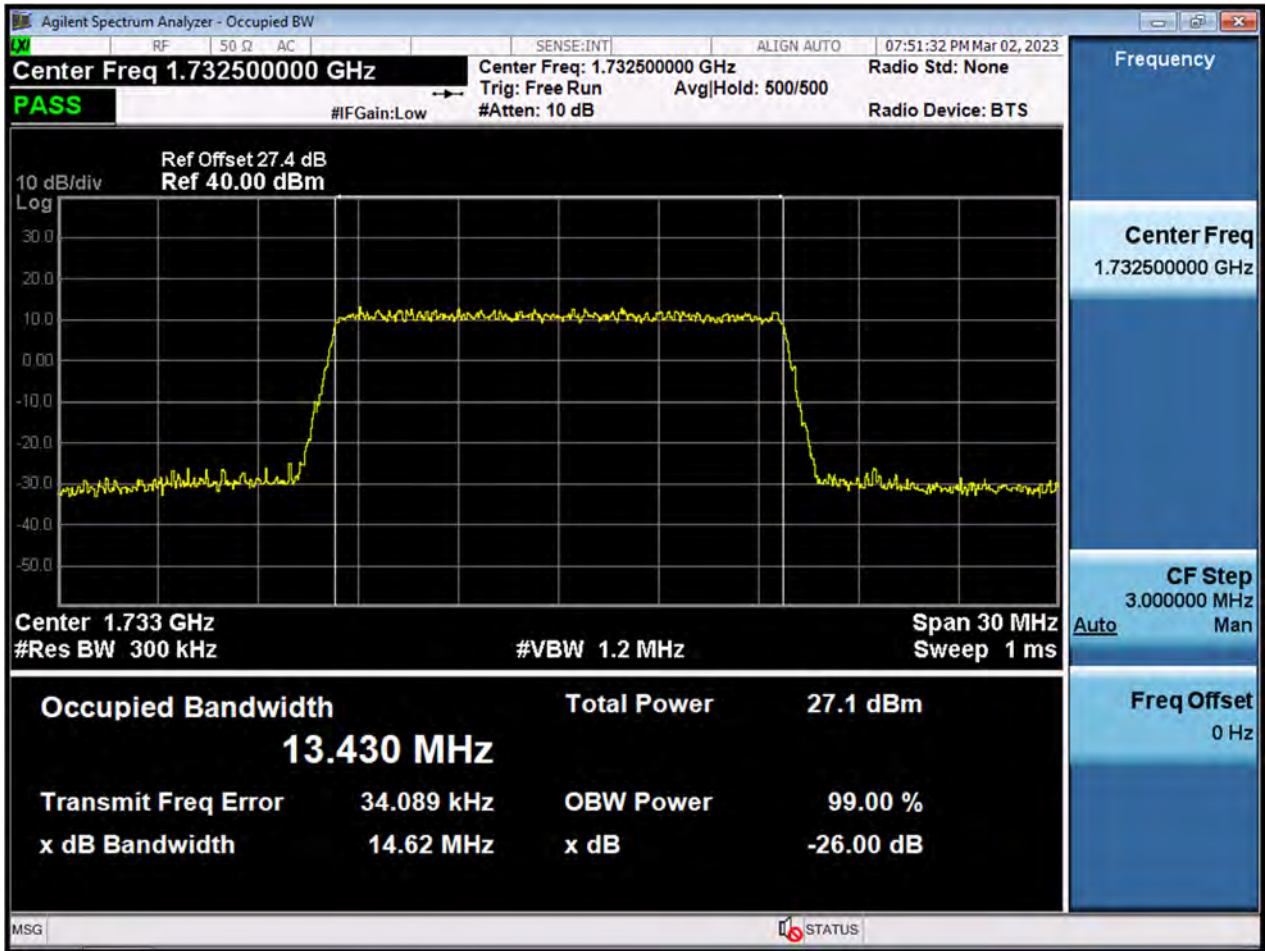 Agilent Spectrum Analyzer - Occupied BW
LXI RF 50 Ω AC SENSE:INT ALIGN AUTO 07:51:32 PM Mar 02, 2023
Center Freq 1.732500000 GHz
Center Freq: 1.732500000 GHz
Radio Std: None
Trig: Free Run
Avg|Hold: 500/500
PASS
#IFGain:Low
#Atten: 10 dB
Radio Device: BTS
Ref Offset 27.4 dB
10 dB/div Ref 40.00 dBm
Log
30.0
20.0
10.0
0.00
-10.0
-20.0
-30.0
-40.0
-50.0
Center 1.733 GHz
Span 30 MHz
#Res BW 300 kHz
#VBW 1.2 MHz
Sweep 1 ms
Occupied Bandwidth
Total Power 27.1 dBm
13.430 MHz
Transmit Freq Error 34.089 kHz
OBW Power 99.00 %
x dB Bandwidth 14.62 MHz
x dB -26.00 dB
MSG
STATUS
Frequency
Center Freq
1.732500000 GHz
CF Step
3.000000 MHz
Auto Man
Freq Offset
0 Hz